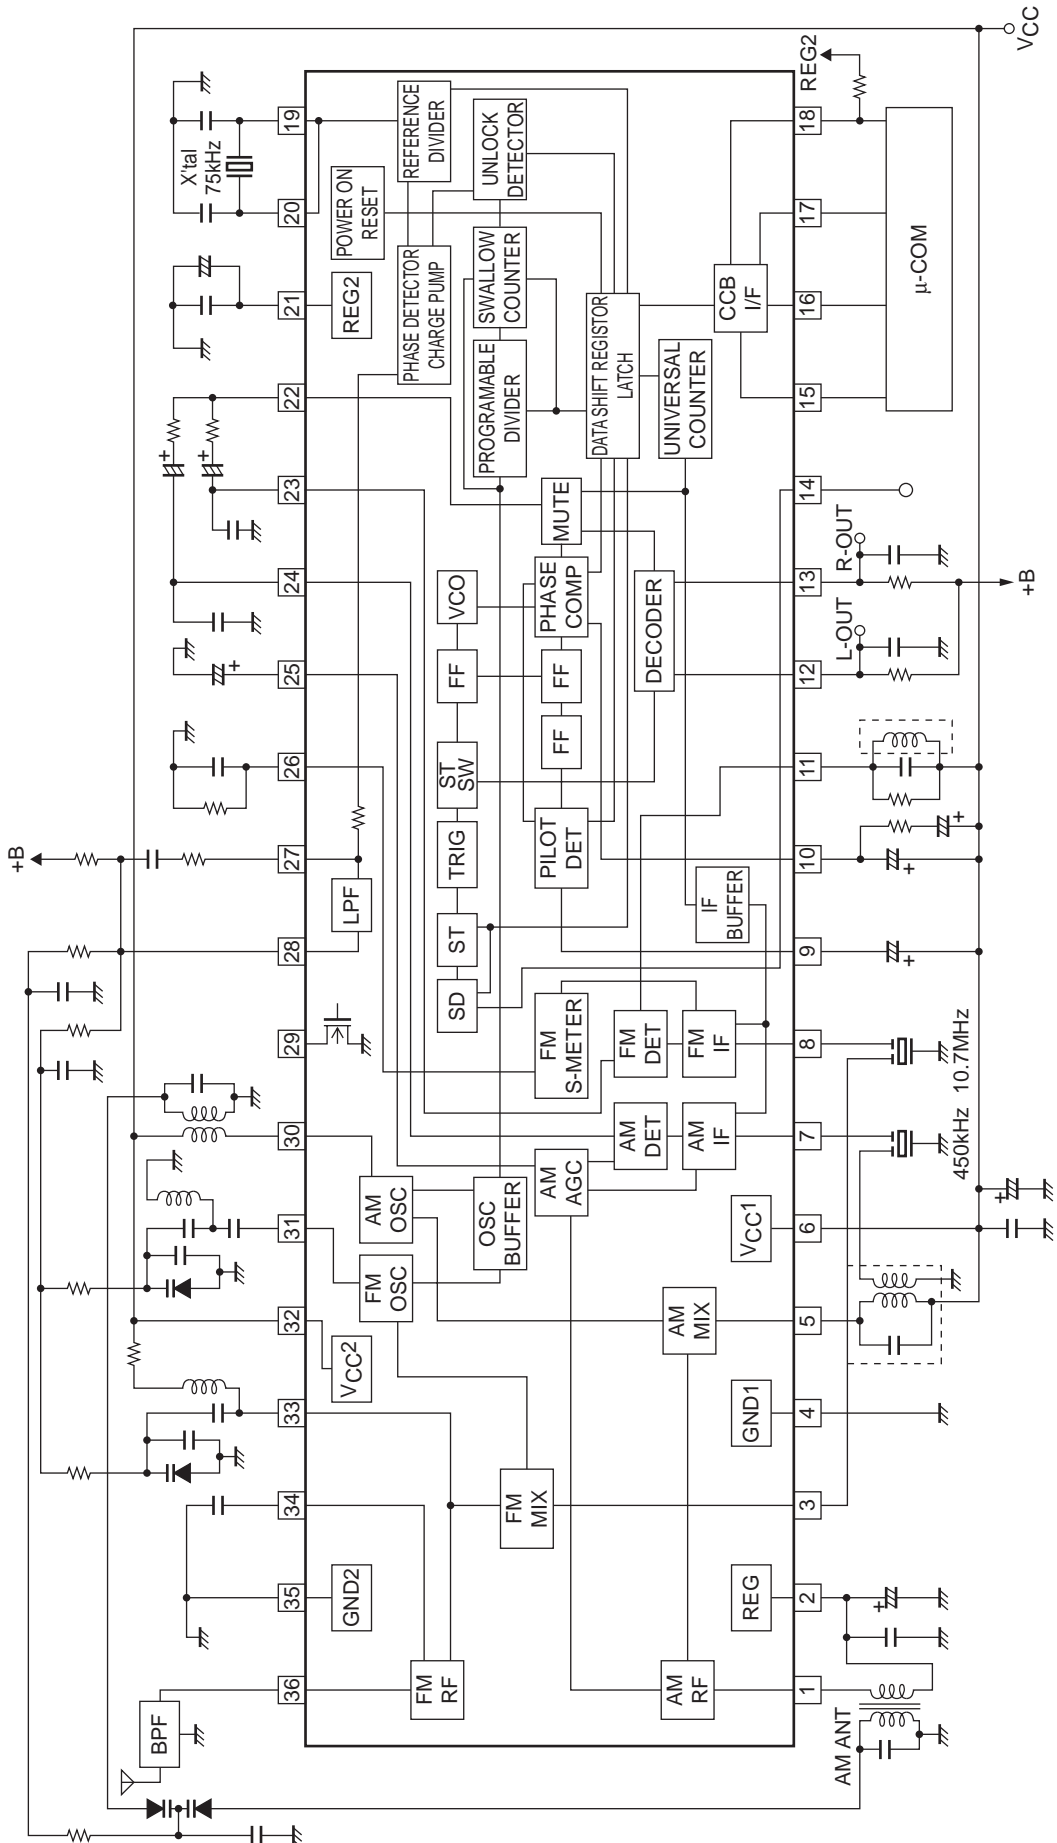 +B
BPF
X'tal
75kHz
36
35
34
33
32
31
30
29
28
27
26
25
24
23
22
21
20
19
GND2
VCC2
LPF
REG2
POWER ON
RESET
FM
OSC
AM
OSC
FM
RF
PHASE DETECTOR
CHARGE PUMP
REFERENCE
DIVIDER
SD
ST
TRIG
ST
SW
FF
VCO
OSC
BUFFER
PROGRAMABLE
DIVIDER
SWALLOW
COUNTER
UNLOCK
DETECTOR
FM
MIX
AM
AGC
FM
S-METER
PILOT
DET
FF
FF
PHASE
COMP
MUTE
DATA SHIFT REGISTOR
LATCH
AM
DET
FM
DET
DECODER
AM
RF
AM
MIX
AM
IF
FM
IF
UNIVERSAL
COUNTER
IF
BUFFER
REG
GND1
VCC1
CCB
I/F
1
2
3
4
5
6
7
8
9
10
11
12
13
14
15
16
17
18
REG2
AM ANT
L-OUT
R-OUT
μ-COM
450kHz 10.7MHz
+B
VCC